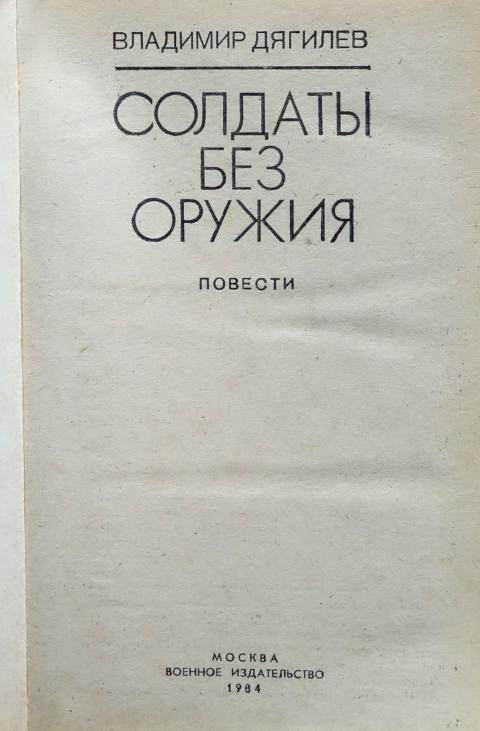 ВЛАДИМИР ДЯГИЛЕВ
СОЛДАТЫ
БЕЗ
ОРУЖИЯ
ПОВЕСТИ
МОСКВА
ВОЕННОЕ ИЗДАТЕЛЬСТВО
1984